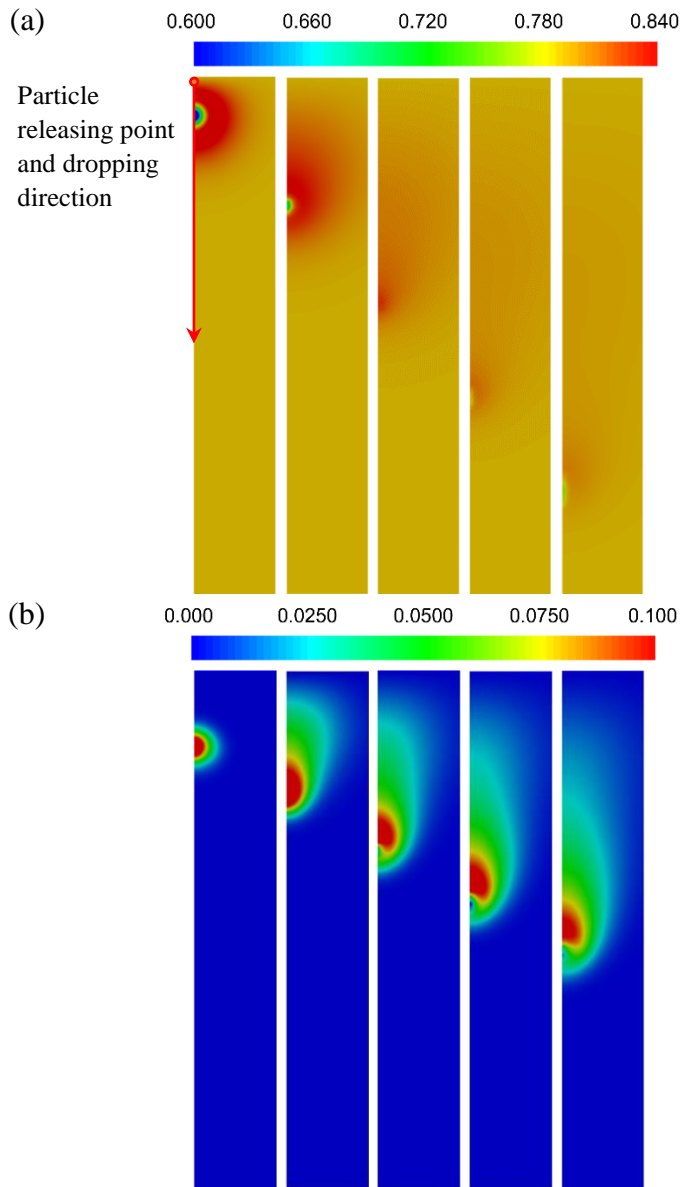 (a)
0.600 0.660 0.720 0.780 0.840
Particle
releasing point
and dropping
direction
(b)
0.000 0.0250 0.0500 0.0750 0.100